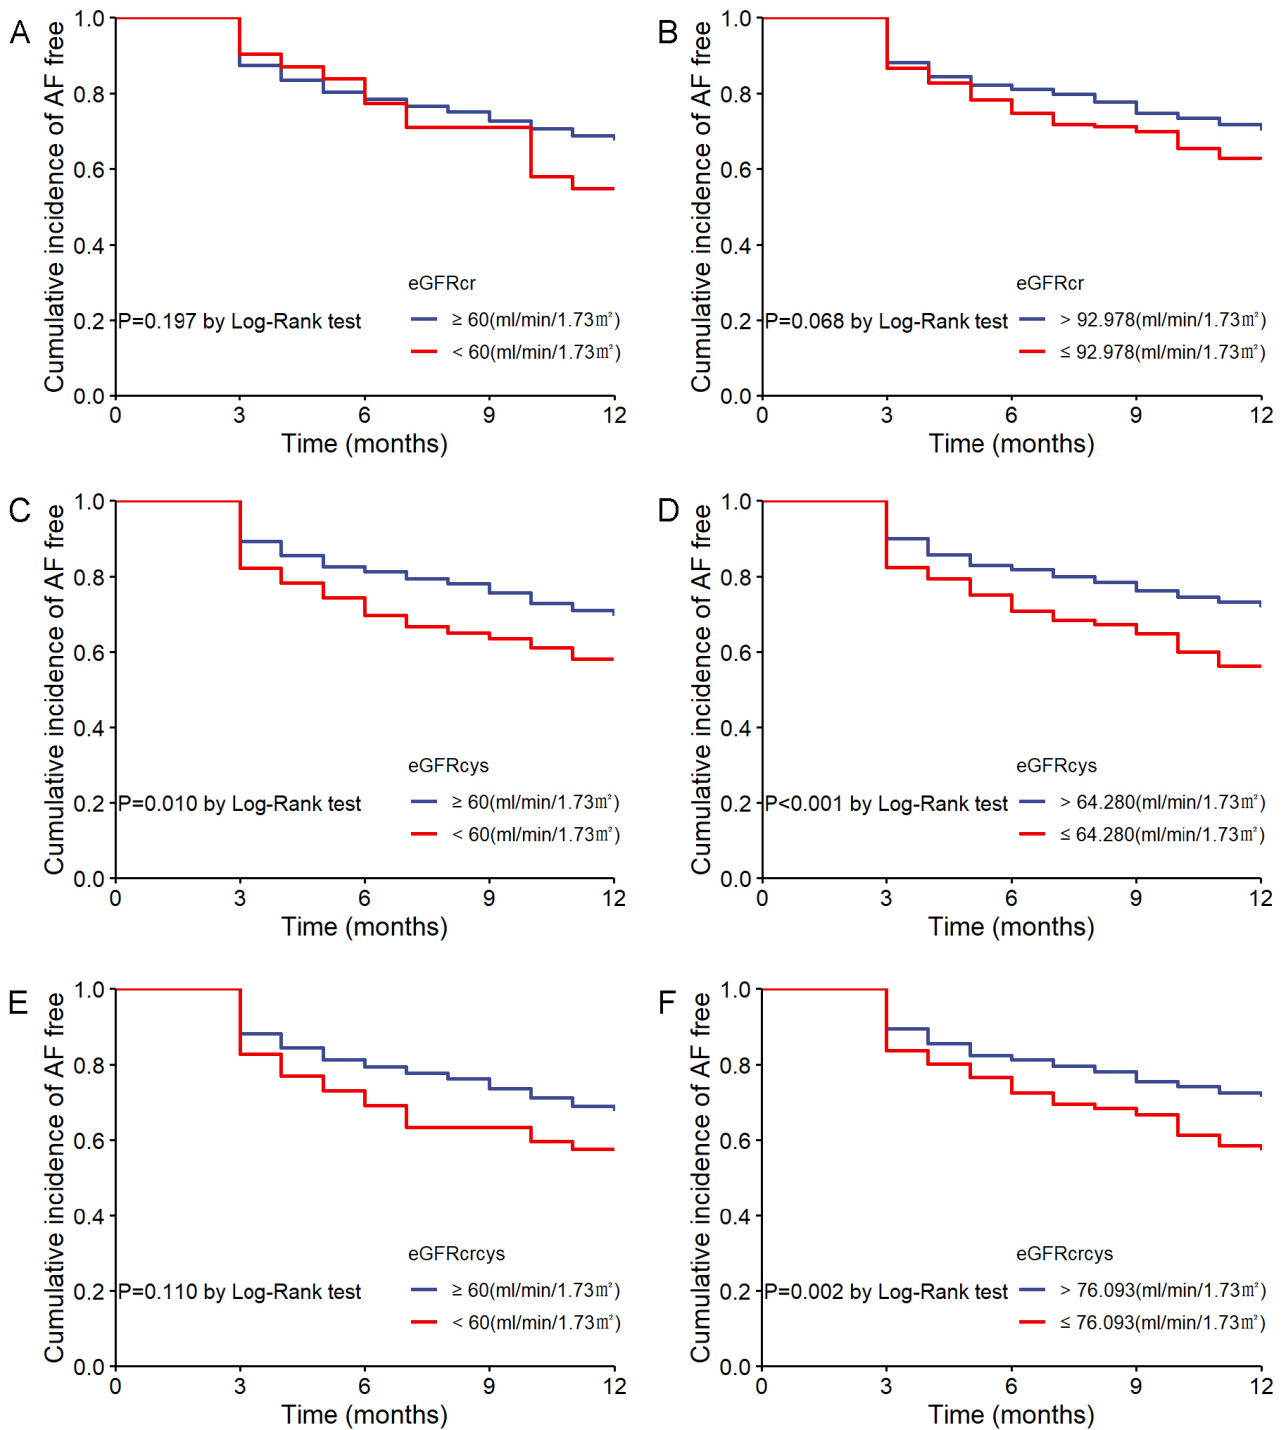 A
Cumulative incidence of AF free
1.0
0.8
0.6
0.4
0.2
0.0
P=0.197 by Log-Rank test
eGFRcr
≥ 60(ml/min/1.73㎡)
< 60(ml/min/1.73㎡)
0 3 6 9 12
Time (months)
B
Cumulative incidence of AF free
1.0
0.8
0.6
0.4
0.2
0.0
P=0.068 by Log-Rank test
eGFRcr
> 92.978(ml/min/1.73㎡)
≤ 92.978(ml/min/1.73㎡)
0 3 6 9 12
Time (months)
C
Cumulative incidence of AF free
1.0
0.8
0.6
0.4
0.2
0.0
P=0.010 by Log-Rank test
eGFRcys
≥ 60(ml/min/1.73㎡)
< 60(ml/min/1.73㎡)
0 3 6 9 12
Time (months)
D
Cumulative incidence of AF free
1.0
0.8
0.6
0.4
0.2
0.0
P<0.001 by Log-Rank test
eGFRcys
> 64.280(ml/min/1.73㎡)
≤ 64.280(ml/min/1.73㎡)
0 3 6 9 12
Time (months)
E
Cumulative incidence of AF free
1.0
0.8
0.6
0.4
0.2
0.0
P=0.110 by Log-Rank test
eGFRcrcys
≥ 60(ml/min/1.73㎡)
< 60(ml/min/1.73㎡)
0 3 6 9 12
Time (months)
F
Cumulative incidence of AF free
1.0
0.8
0.6
0.4
0.2
0.0
P=0.002 by Log-Rank test
eGFRcrcys
> 76.093(ml/min/1.73㎡)
≤ 76.093(ml/min/1.73㎡)
0 3 6 9 12
Time (months)